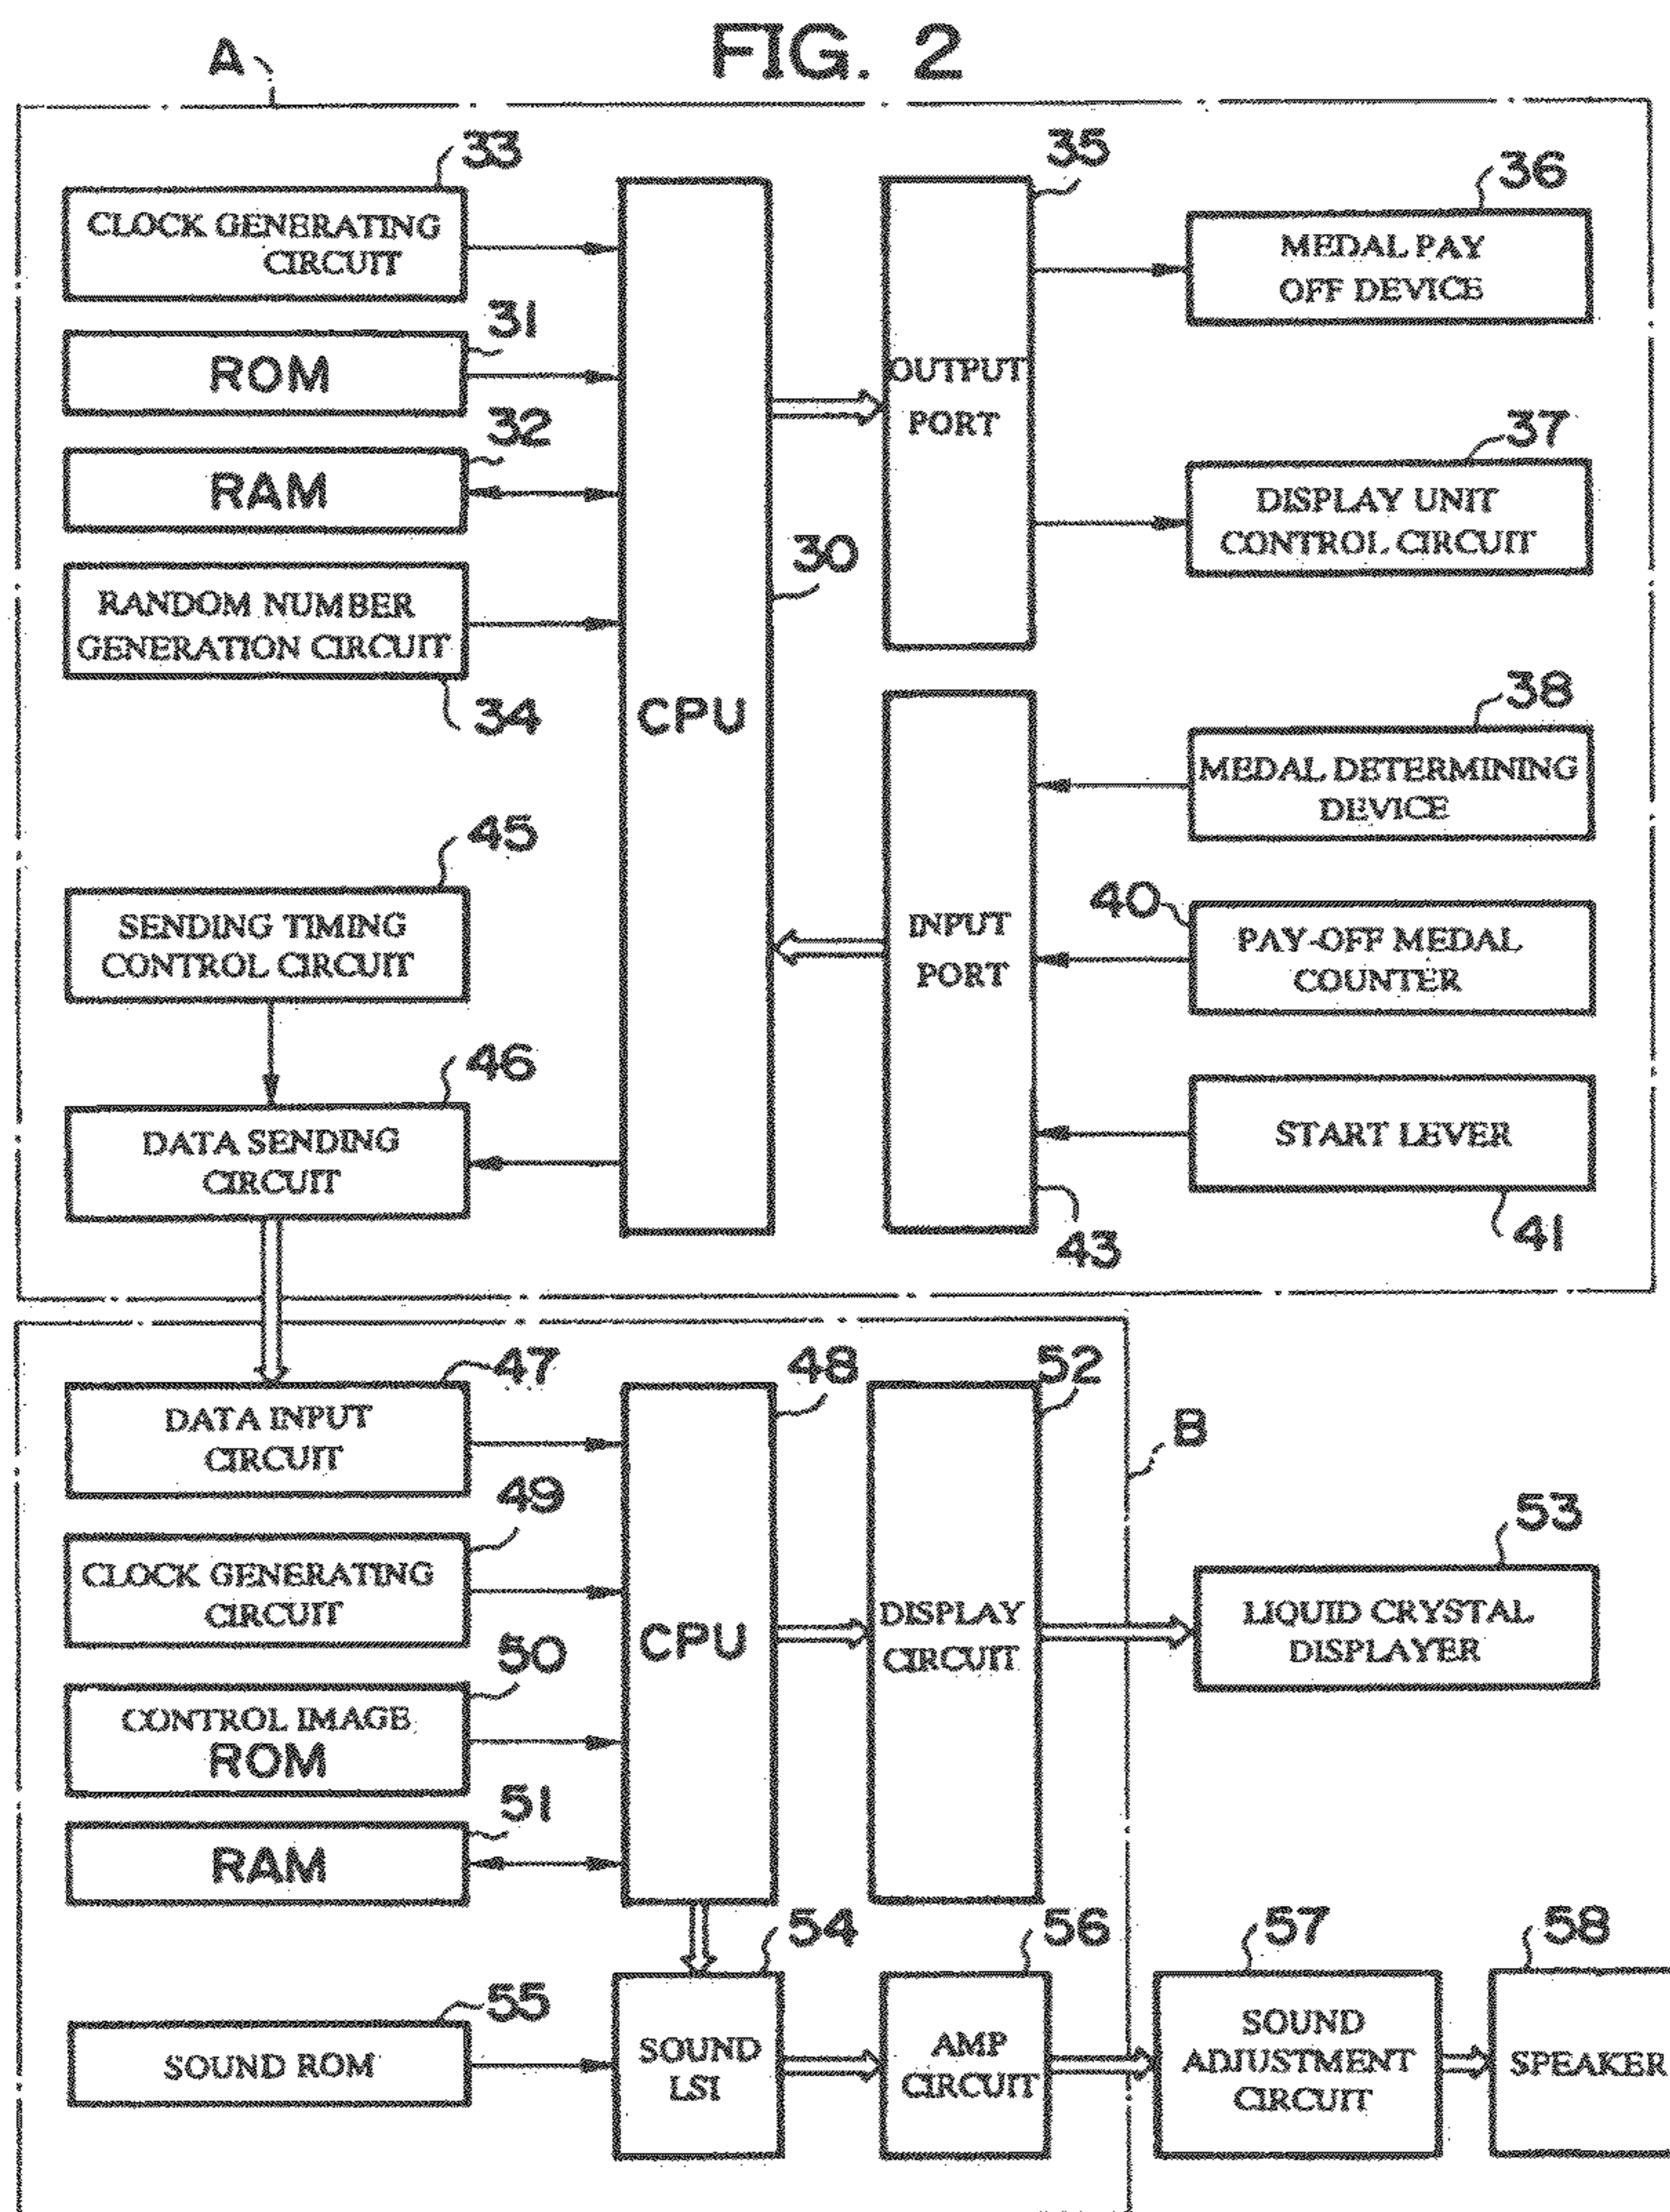 FIG. 2
A
33
CLOCK GENERATING
CIRCUIT
31
ROM
32
RAM
RANDOM NUMBER
GENERATION CIRCUIT
34
30
CPU
35
OUTPUT
PORT
36
MEDAL PAY
OFF DEVICE
37
DISPLAY UNIT
CONTROL CIRCUIT
38
MEDAL DETERMINING
DEVICE
40
PAY-OFF MEDAL
COUNTER
START LEVER
41
INPUT
PORT
43
45
SENDING TIMING
CONTROL CIRCUIT
46
DATA SENDING
CIRCUIT
47
DATA INPUT
CIRCUIT
49
CLOCK GENERATING
CIRCUIT
50
CONTROL IMAGE
ROM
51
RAM
48
CPU
52
DISPLAY
CIRCUIT
B
53
LIQUID CRYSTAL
DISPLAYER
55
SOUND ROM
54
SOUND
LSI
56
AMP
CIRCUIT
57
SOUND
ADJUSTMENT
CIRCUIT
58
SPEAKER